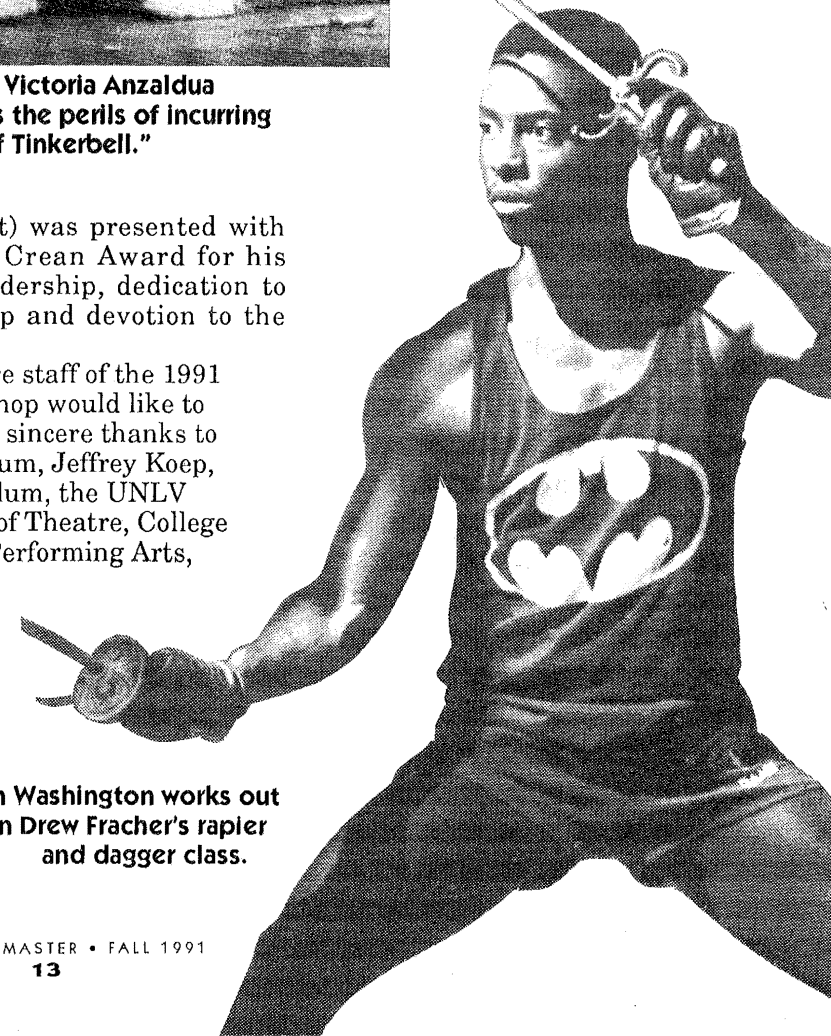 Victoria Anzaldua
s the perils of incurring
f Tinkerbell."
t) was presented with
Crean Award for his
dership, dedication to
p and devotion to the
e staff of the 1991
hop would like to
sincere thanks to
um, Jeffrey Koep,
lum, the UNLV
of Theatre, College
Performing Arts,
n Washington works out
n Drew Fracher's rapier
and dagger class.
MASTER • FALL 1991
13